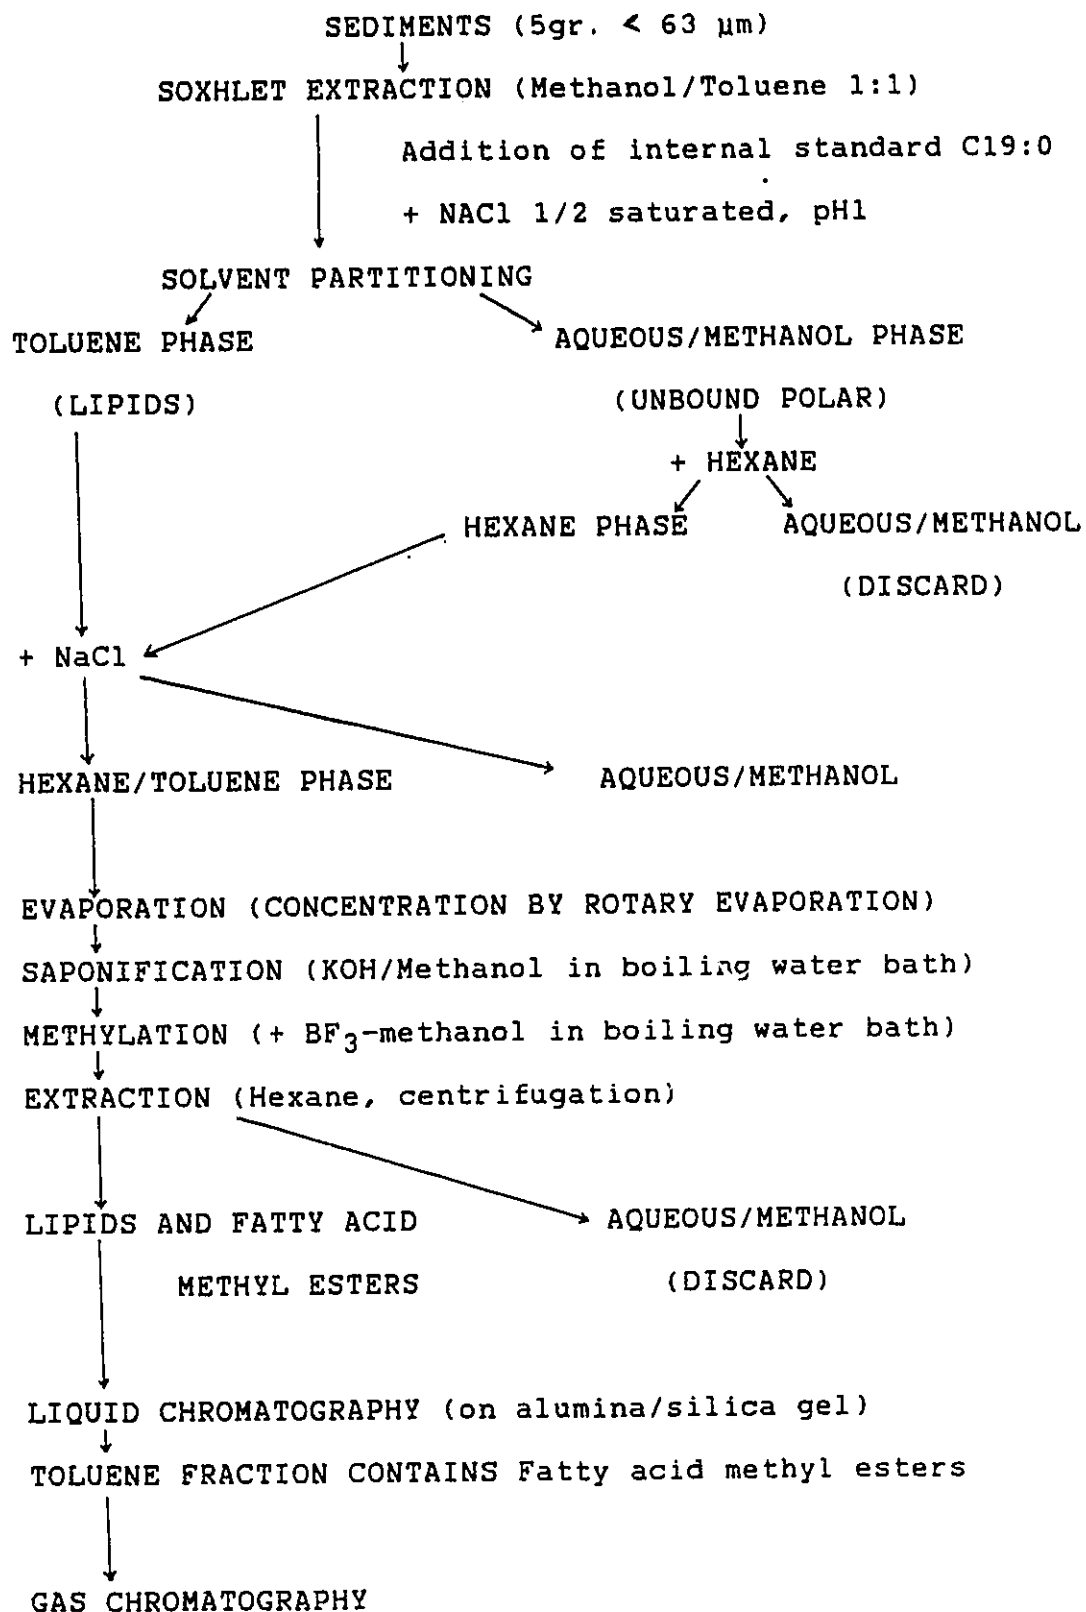 SEDIMENTS (5gr. < 63 µm)
SOXHLET EXTRACTION (Methanol/Toluene 1:1)
Addition of internal standard C19:0
+ NACl 1/2 saturated, pH1
SOLVENT PARTITIONING
TOLUENE PHASE
AQUEOUS/METHANOL PHASE
(LIPIDS)
(UNBOUND POLAR)
+ HEXANE
HEXANE PHASE
AQUEOUS/METHANOL
(DISCARD)
+ NaCl
HEXANE/TOLUENE PHASE
AQUEOUS/METHANOL
EVAPORATION (CONCENTRATION BY ROTARY EVAPORATION)
SAPONIFICATION (KOH/Methanol in boiling water bath)
METHYLATION (+ BF3-methanol in boiling water bath)
EXTRACTION (Hexane, centrifugation)
LIPIDS AND FATTY ACID
AQUEOUS/METHANOL
METHYL ESTERS
(DISCARD)
LIQUID CHROMATOGRAPHY (on alumina/silica gel)
TOLUENE FRACTION CONTAINS Fatty acid methyl esters
GAS CHROMATOGRAPHY